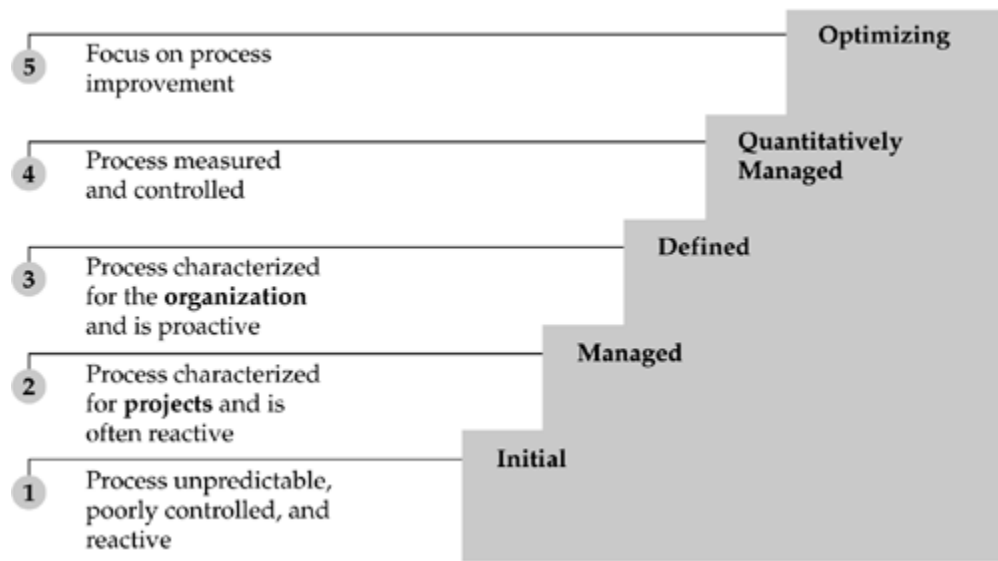 Optimizing
5
Focus on process
improvement
Quantitatively
Managed
4
Process measured
and controlled
Defined
3
Process characterized
for the organization
and is proactive
Managed
2
Process characterized
for projects and is
often reactive
Initial
1
Process unpredictable,
poorly controlled, and
reactive